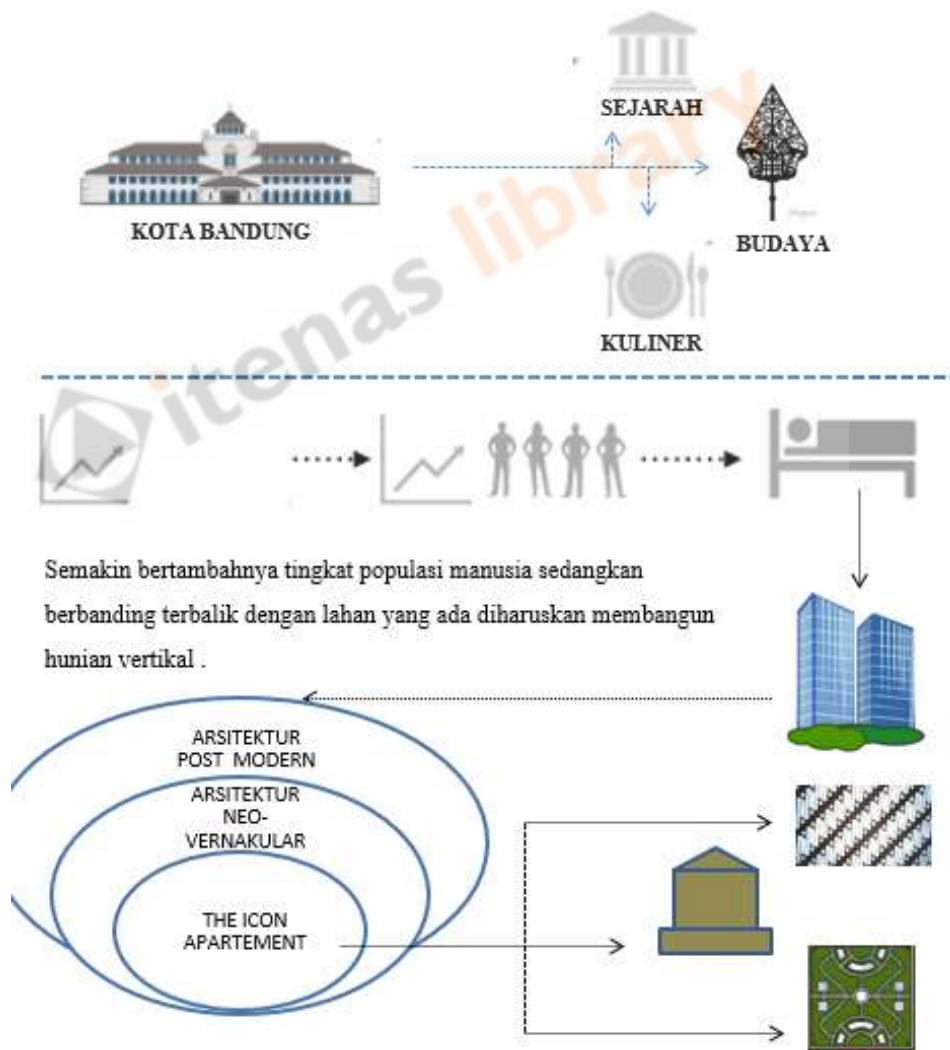 SEJARAH
KOTA BANDUNG
BUDAYA
KULINER
itenas library
Semakin bertambahnya tingkat populasi manusia sedangkan
berbanding terbalik dengan lahan yang ada diharuskan membangun
hunian vertikal .
ARSITEKTUR
POST MODERN
ARSITEKTUR
NEO-
VERNAKULAR
THE ICON
APARTEMENT